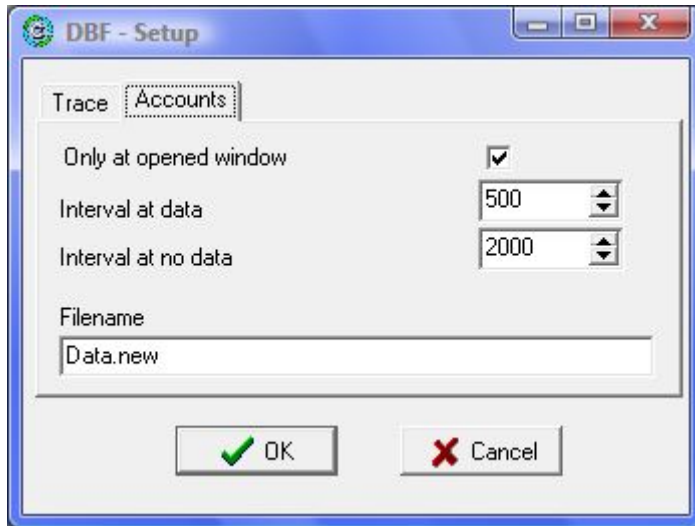 DBF - Setup
Trace Accounts
Only at opened window
Interval at data 500
Interval at no data 2000
Filename
Data.new
OK Cancel